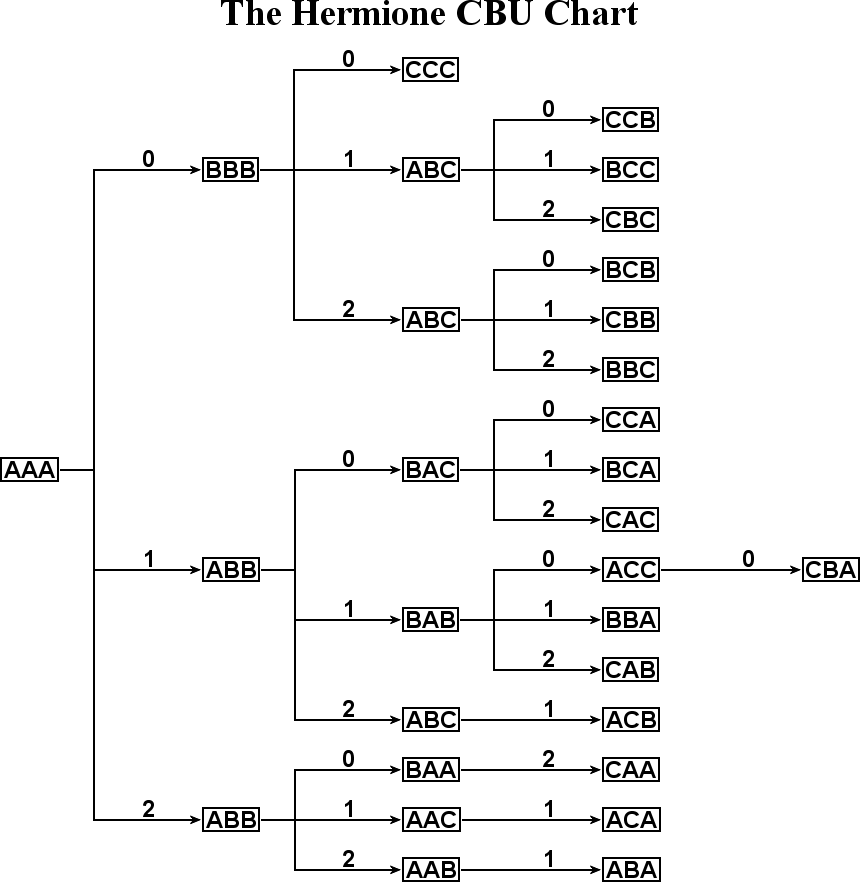 The Hermione CBU Chart
0 CCC
0 CCB
0 BBB 1 ABC 1 BCC
2 CBC
0 BCB
2 ABC 1 CBB
2 BBC
0 CCA
AAA 0 BAC 1 BCA
2 CAC
1 ABB 0 ACC 0 CBA
1 BAB 1 BBA
2 CAB
2 ABC 1 ACB
0 BAA 2 CAA
2 ABB 1 AAC 1 ACA
2 AAB 1 ABA